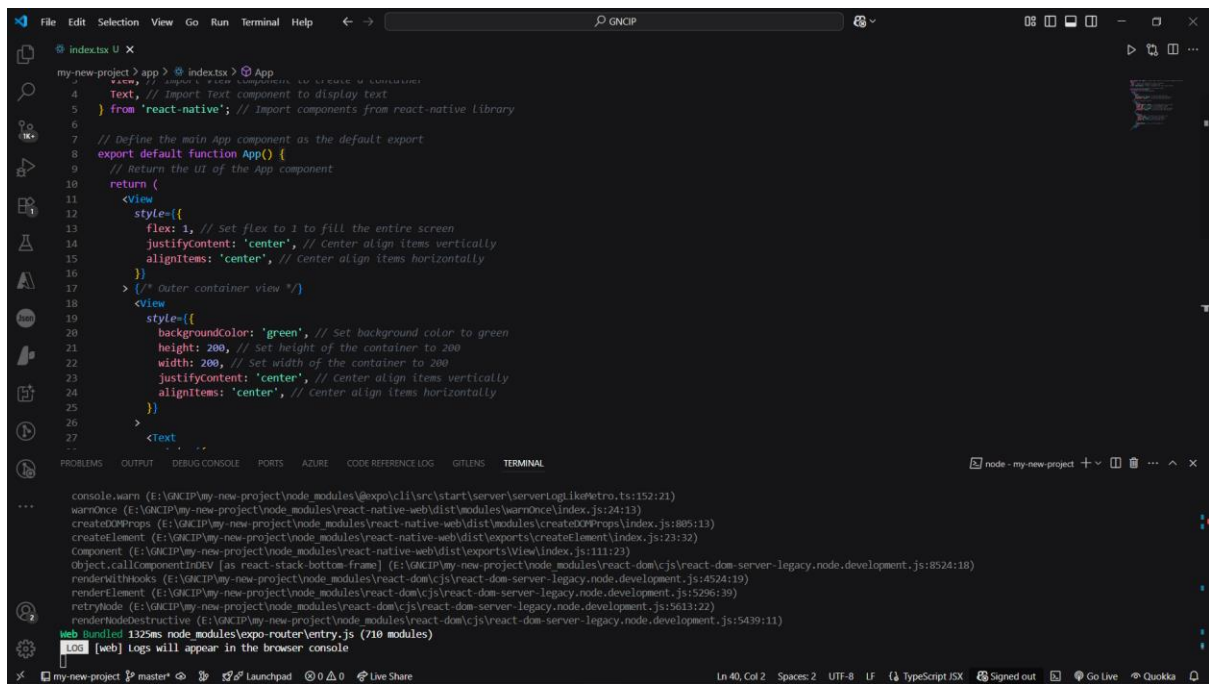 File Edit Selection View Go Run Terminal Help
GNCIP
index.tsx U
my-new-project > app > index.tsx > App
3 View, // Import View component to create a container
4 Text, // Import Text component to display text
5 } from 'react-native'; // Import components from react-native library
6
7 // Define the main App component as the default export
8 export default function App() {
9 // Return the UI of the App component
10 return (
11 <View
12 style={{
13 flex: 1, // Set flex to 1 to fill the entire screen
14 justifyContent: 'center', // Center align items vertically
15 alignItems: 'center', // Center align items horizontally
16 }}
17 > {/* Outer container view */}
18 <View
19 style={{
20 backgroundColor: 'green', // Set background color to green
21 height: 200, // Set height of the container to 200
22 width: 200, // Set width of the container to 200
23 justifyContent: 'center', // Center align items vertically
24 alignItems: 'center', // Center align items horizontally
25 }}
26 >
27 <Text
1K+
1
Json
2
PROBLEMS OUTPUT DEBUG CONSOLE PORTS AZURE CODE REFERENCE LOG GITLENS TERMINAL
node - my-new-project
console.warn (E:\GNCIP\my-new-project\node_modules\@expo\cli\src\start\server\serverLogLikeMetro.ts:152:21)
warnOnce (E:\GNCIP\my-new-project\node_modules\react-native-web\dist\modules\warnOnce\index.js:24:13)
createDOMProps (E:\GNCIP\my-new-project\node_modules\react-native-web\dist\modules\createDOMProps\index.js:805:13)
createElement (E:\GNCIP\my-new-project\node_modules\react-native-web\dist\exports\createElement\index.js:23:32)
Component (E:\GNCIP\my-new-project\node_modules\react-native-web\dist\exports\View\index.js:111:23)
Object.callComponentInDEV [as react-stack-bottom-frame] (E:\GNCIP\my-new-project\node_modules\react-dom\cjs\react-dom-server-legacy.node.development.js:8524:18)
renderWithHooks (E:\GNCIP\my-new-project\node_modules\react-dom\cjs\react-dom-server-legacy.node.development.js:4524:19)
renderElement (E:\GNCIP\my-new-project\node_modules\react-dom\cjs\react-dom-server-legacy.node.development.js:5296:39)
retryNode (E:\GNCIP\my-new-project\node_modules\react-dom\cjs\react-dom-server-legacy.node.development.js:5613:22)
renderNodeDestructive (E:\GNCIP\my-new-project\node_modules\react-dom\cjs\react-dom-server-legacy.node.development.js:5439:11)
Web Bundled 1325ms node_modules\expo-router\entry.js (710 modules)
LOG [web] Logs will appear in the browser console
my-new-project master* Launchpad 0 0 Live Share Ln 40, Col 2 Spaces: 2 UTF-8 LF TypeScript JSX Signed out Go Live Quokka